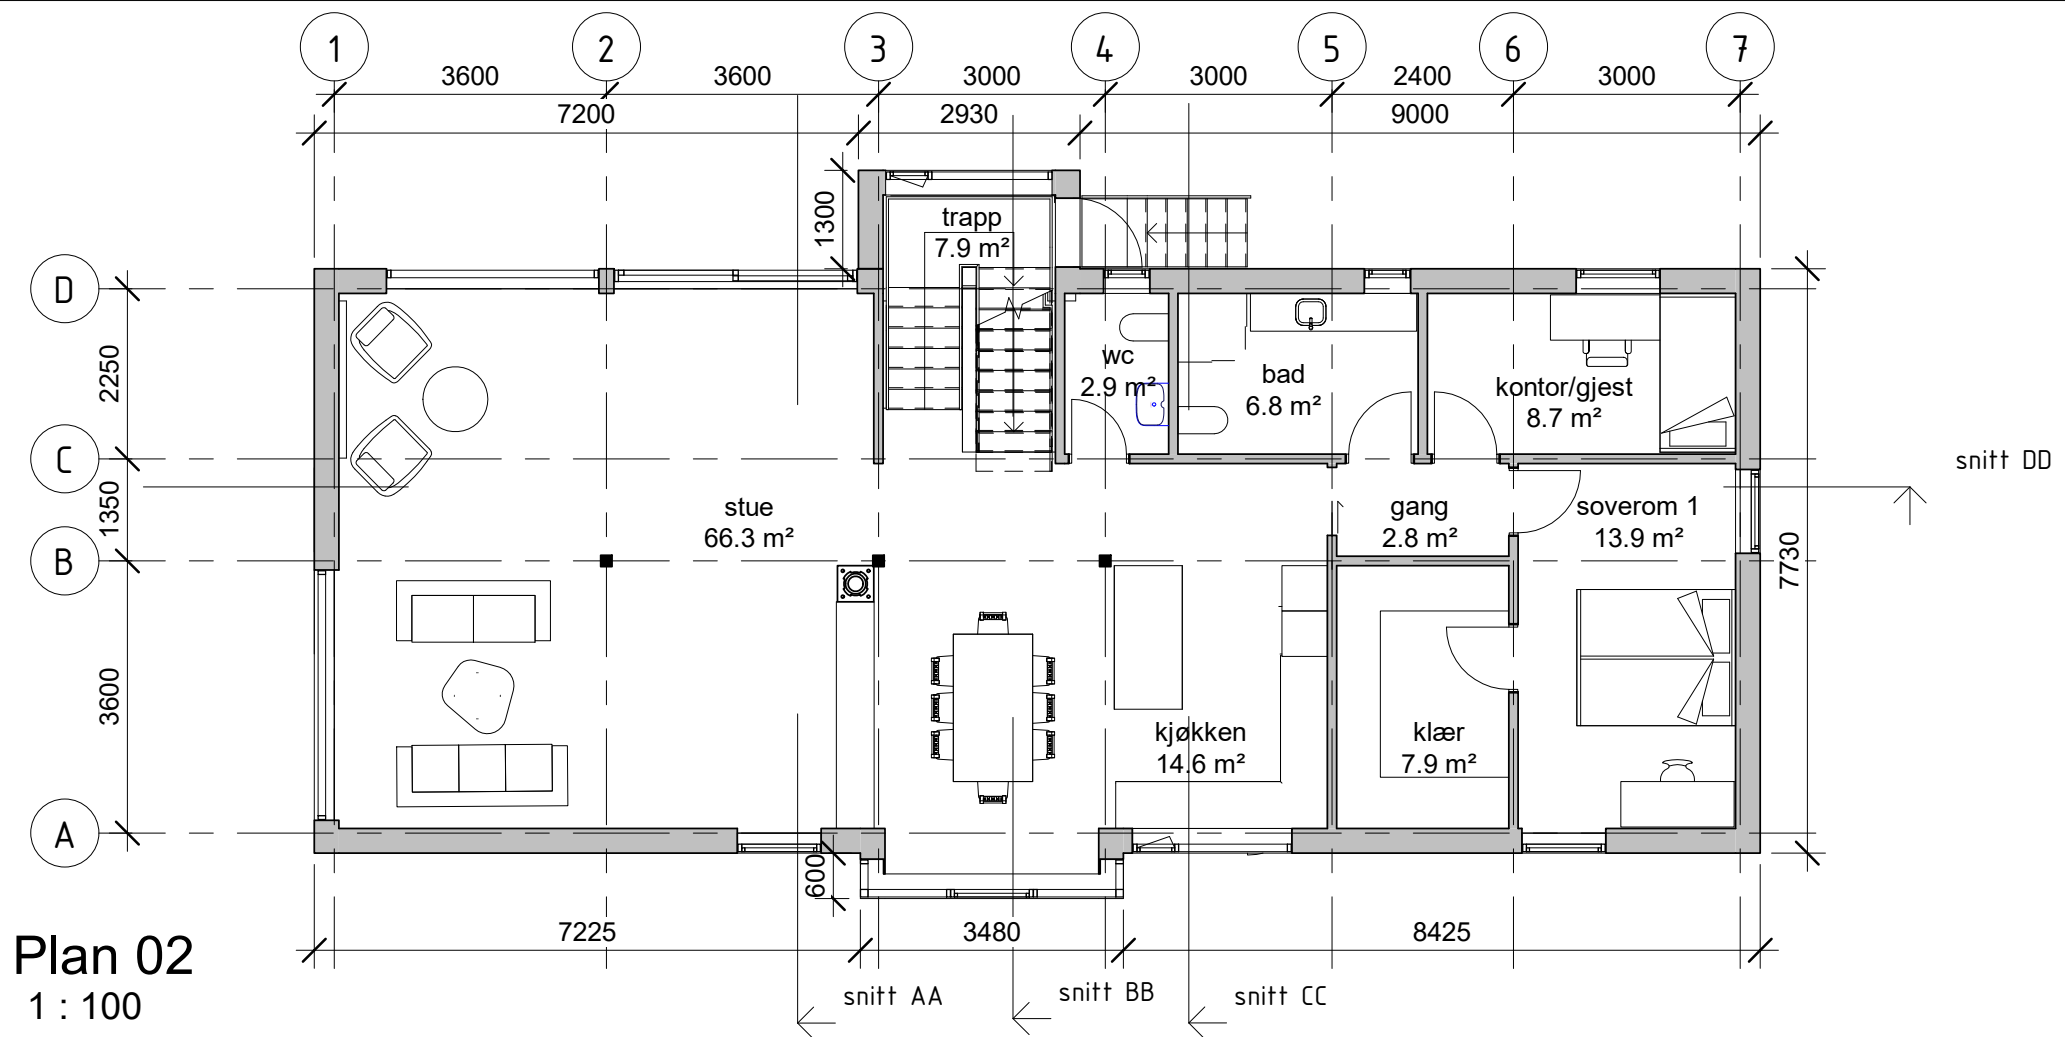 1 2 3 4 5 6 7
3600 3600 3000 3000 2400 3000
7200 2930 9000
1300
trapp
7.9 m²
D
2250
wc
2.9 m²
bad
6.8 m²
kontor/gjest
8.7 m²
C
snitt DD
1350
stue
66.3 m²
gang
2.8 m²
soverom 1
13.9 m²
B
7730
3600
kjøkken
14.6 m²
klær
7.9 m²
A
600
7225 3480 8425
Plan 02
1 : 100
snitt AA
snitt BB
snitt CC